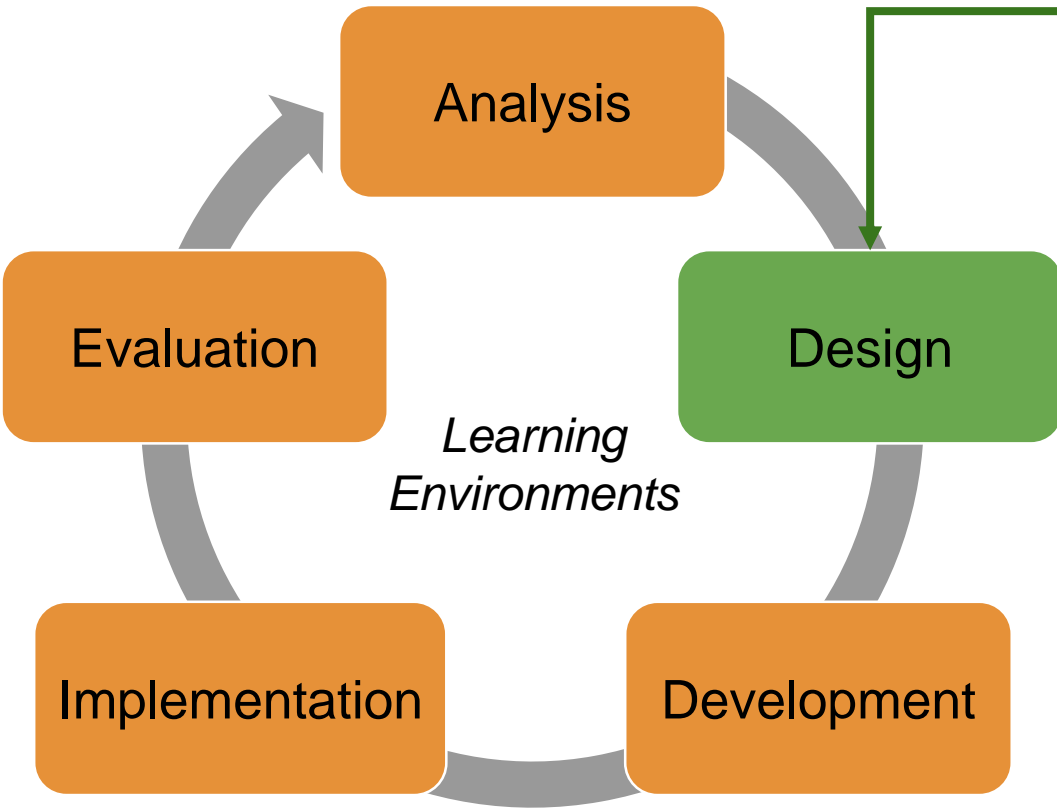 Analysis
Evaluation
Design
Learning
Environments
Implementation
Development